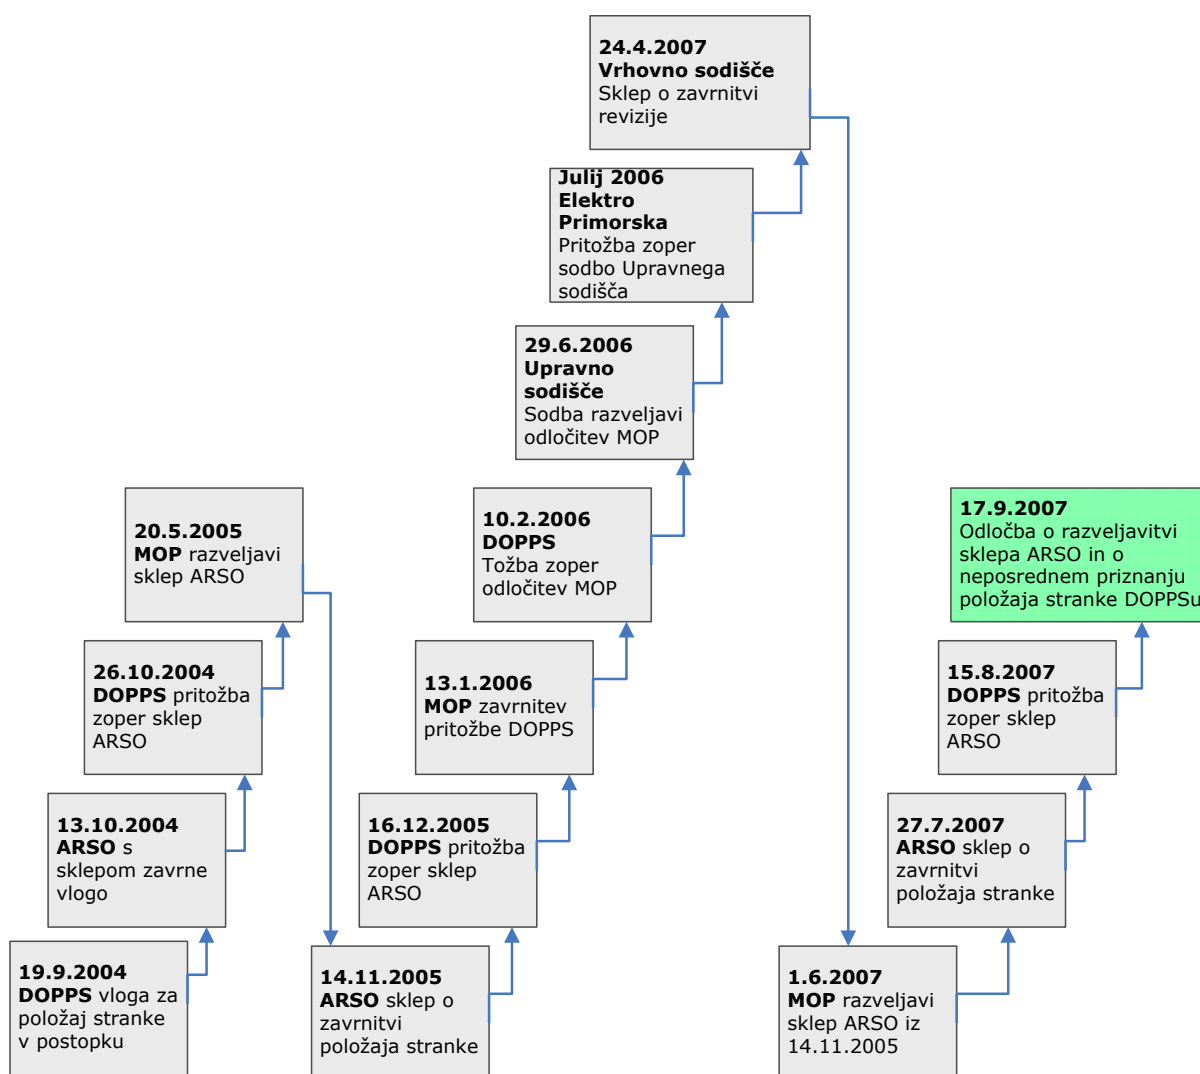 19.9.2004
DOPPS vloga za
položaj stranke
v postopku
13.10.2004
ARSO s
sklepom zavrne
vlogo
26.10.2004
DOPPS pritožba
zoper sklep
ARSO
20.5.2005
MOP razveljavi
sklep ARSO
14.11.2005
ARSO sklep o
zavrnitvi
položaja stranke
16.12.2005
DOPPS pritožba
zoper sklep
ARSO
13.1.2006
MOP zavrnitev
pritožbe DOPPS
10.2.2006
DOPPS
Tožba zoper
odločitev MOP
29.6.2006
Upravno
sodišče
Sodba razveljavi
odločitev MOP
Julij 2006
Elektro
Primorska
Pritožba zoper
sodbo Upravnega
sodišča
24.4.2007
Vrhovno sodišče
Sklep o zavrnitvi
revizije
1.6.2007
MOP razveljavi
sklep ARSO iz
14.11.2005
27.7.2007
ARSO sklep o
zavrnitvi
položaja stranke
15.8.2007
DOPPS pritožba
zoper sklep
ARSO
17.9.2007
Odločba o razveljavitvi
sklepa ARSO in o
neposrednem priznanju
položaja stranke DOPPSu